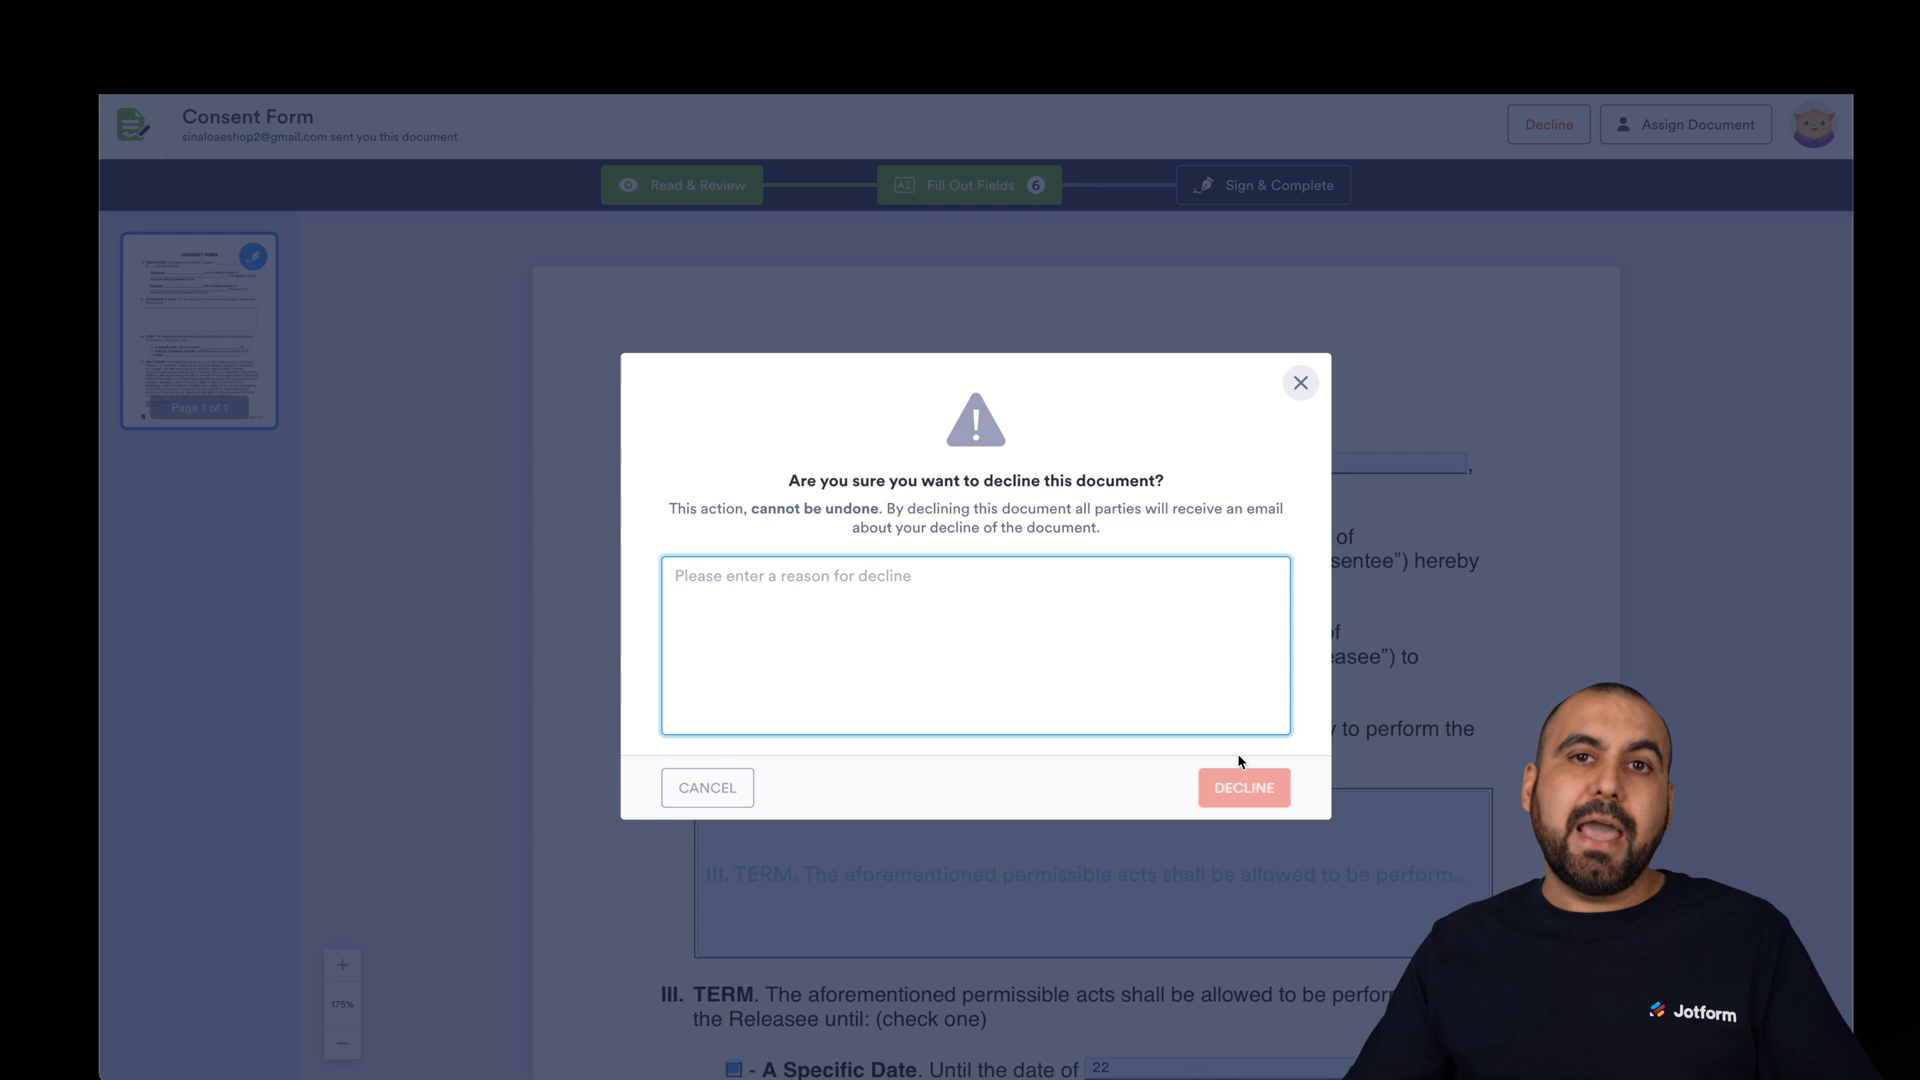 Consent Form
sinaloaeshop2@gmail.com sent you this document
Decline
Assign Document
Read & Review
Fill Out Fields 6
Sign & Complete
CONSENT FORM
Page 1 of 1
Are you sure you want to decline this document?
This action, cannot be undone. By declining this document all parties will receive an email
about your decline of the document.
Please enter a reason for decline
CANCEL
DECLINE
,
of
sentee") hereby
of
easee") to
y to perform the
III. TERM. The aforementioned permissible acts shall be allowed to be perform...
III. TERM. The aforementioned permissible acts shall be allowed to be perfor
the Releasee until: (check one)
- A Specific Date. Until the date of 22
+
175%
−
Jotform